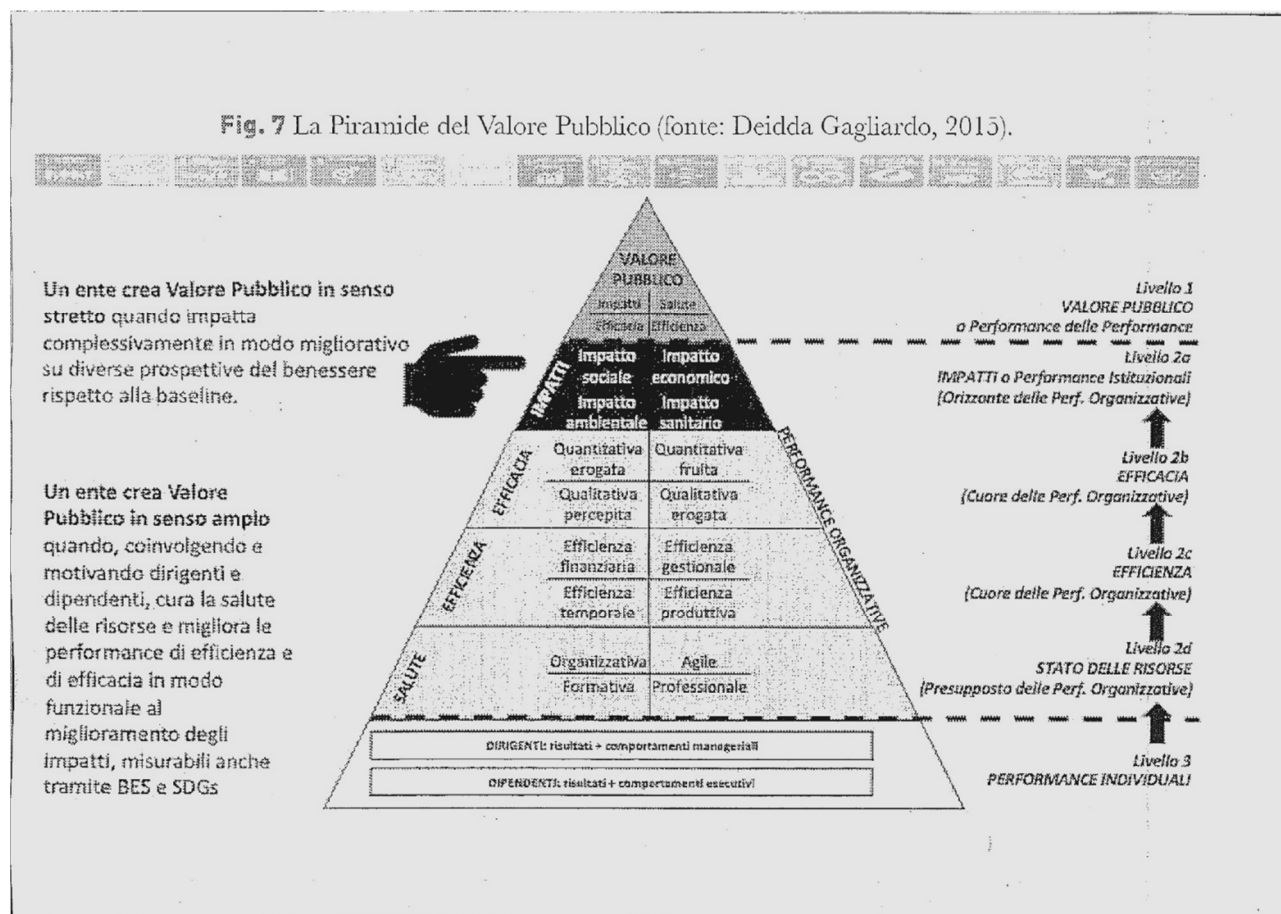 Fig. 7 La Piramide del Valore Pubblico (fonte: Deidda Gagliardo, 2015).
Un ente crea Valore Pubblico in senso
stretto quando impatta
complessivamente in modo migliorativo
su diverse prospettive del benessere
rispetto alla baseline.
Un ente crea Valore
Pubblico in senso ampio
quando, coinvolgendo e
motivando dirigenti e
dipendenti, cura la salute
delle risorse e migliora le
performance di efficienza e
di efficacia in modo
funzionale al
miglioramento degli
impatti, misurabili anche
tramite BES e SDGs
VALORE
PUBBLICO
Impatti Salute
Efficacia Efficienza
IMPATTI
Impatto Impatto
sociale economico
Impatto Impatto
ambientale sanitario
EFFICACIA
Quantitativa Quantitativa
erogata fruita
Qualitativa Qualitativa
percepita erogata
EFFICIENZA
Efficienza Efficienza
finanziaria gestionale
Efficienza Efficienza
temporale produttiva
SALUTE
Organizzativa Agile
Formativa Professionale
PERFORMANCE ORGANIZZATIVE
DIRIGENTI: risultati + comportamenti manageriali
DIPENDENTI: risultati + comportamenti esecutivi
Livello 1
VALORE PUBBLICO
o Performance delle Performance
Livello 2a
IMPATTI o Performance Istituzionali
(Orizzonte delle Perf. Organizzative)
Livello 2b
EFFICACIA
(Cuore delle Perf. Organizzative)
Livello 2c
EFFICIENZA
(Cuore delle Perf. Organizzative)
Livello 2d
STATO DELLE RISORSE
(Presupposto delle Perf. Organizzative)
Livello 3
PERFORMANCE INDIVIDUALI